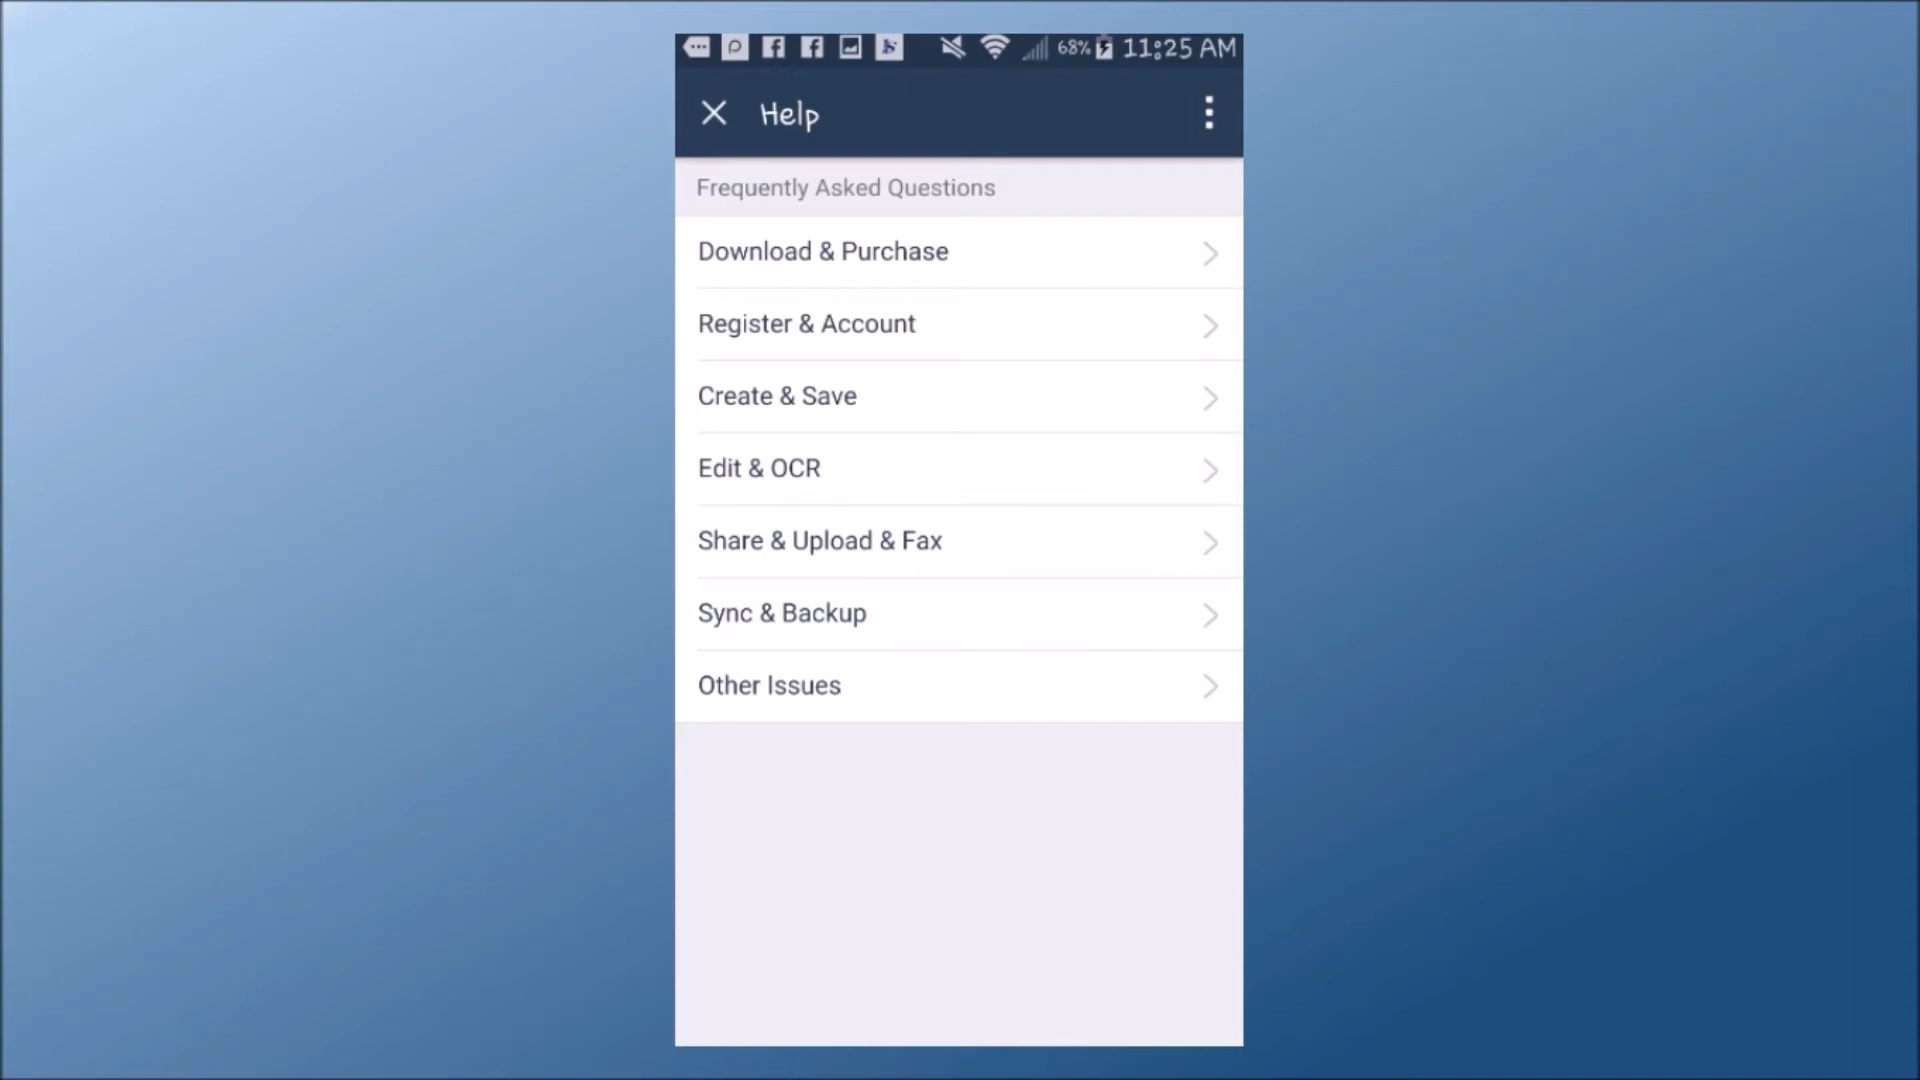 68% 11:25 AM
Help
Frequently Asked Questions
Download & Purchase
Register & Account
Create & Save
Edit & OCR
Share & Upload & Fax
Sync & Backup
Other Issues